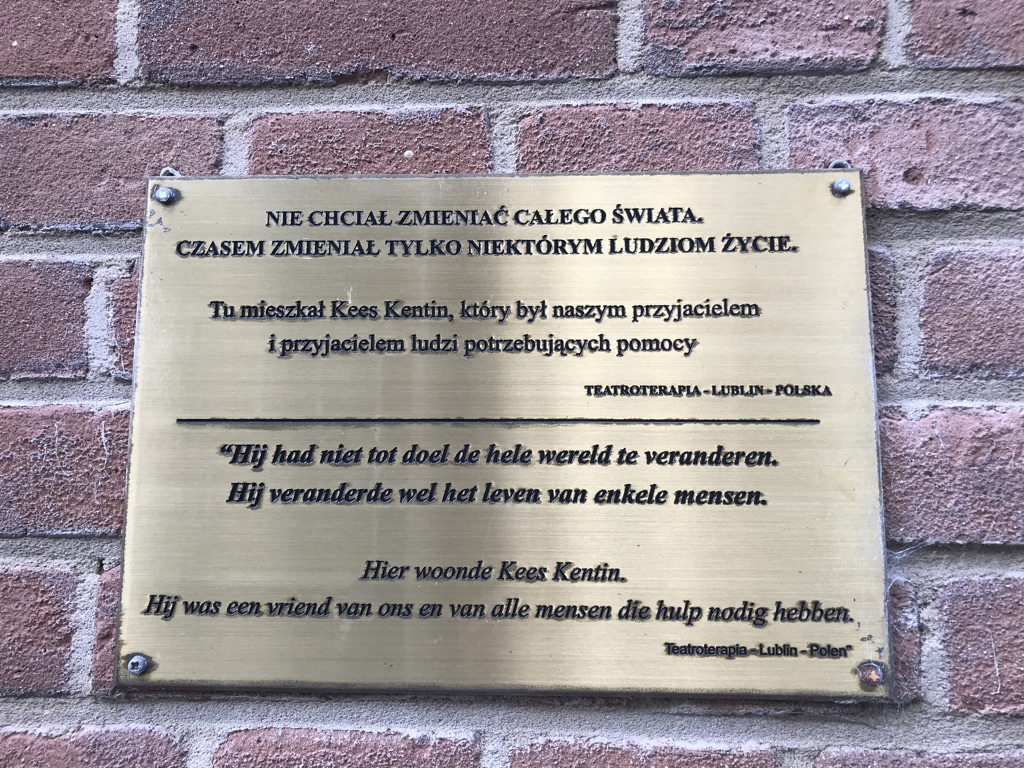 NIE CHCIAŁ ZMIENIAĆ CAŁEGO ŚWIATA.
CZASEM ZMIENIAŁ TYLKO NIEKTÓRYM LUDZIOM ŻYCIE.
Tu mieszkał Kees Kentin, który był naszym przyjacielem
i przyjacielem ludzi potrzebujących pomocy
TEATROTERAPIA - LUBLIN - POLSKA
“Hij had niet tot doel de hele wereld te veranderen.
Hij veranderde wel het leven van enkele mensen.
Hier woonde Kees Kentin.
Hij was een vriend van ons en van alle mensen die hulp nodig hebben.
Teatroterapia – Lublin – Polen”